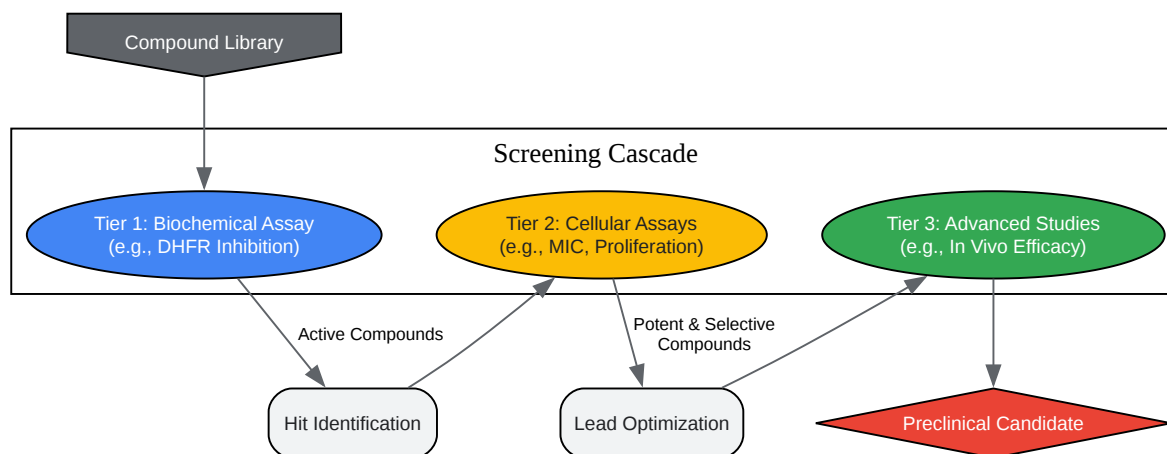 Compound Library
Screening Cascade
Tier 1: Biochemical Assay
(e.g., DHFR Inhibition)
Tier 2: Cellular Assays
(e.g., MIC, Proliferation)
Tier 3: Advanced Studies
(e.g., In Vivo Efficacy)
Active Compounds
Potent & Selective
Compounds
Hit Identification
Lead Optimization
Preclinical Candidate